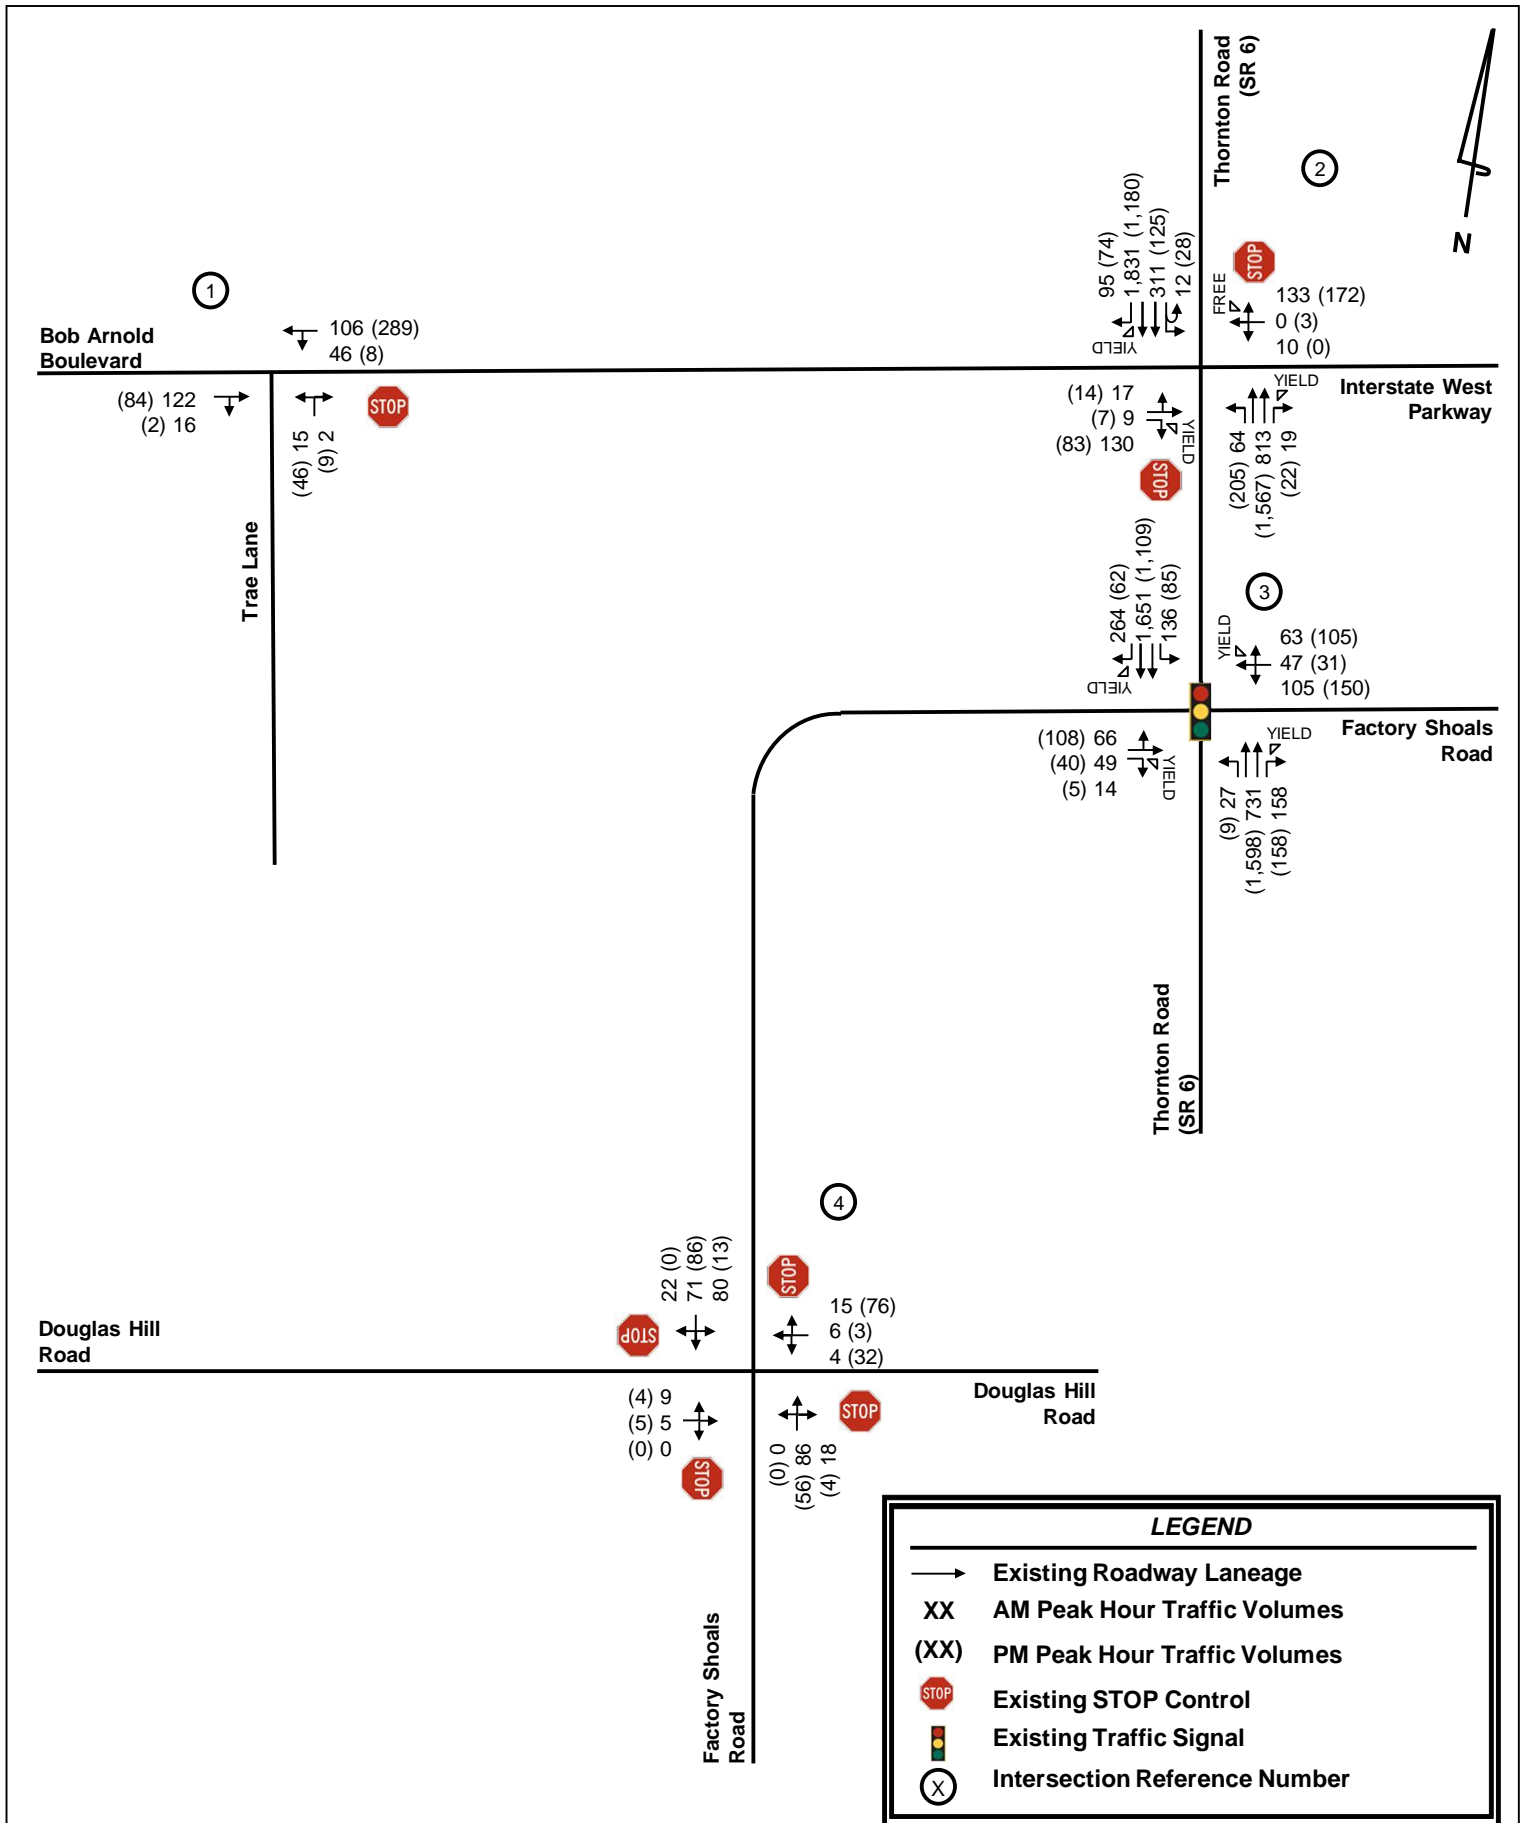 Thornton Road
(SR 6)
2
N
95 (74)
1,831 (1,180)
311 (125)
12 (28)
YIELD
FREE
STOP
133 (172)
0 (3)
10 (0)
1
Bob Arnold
Boulevard
106 (289)
46 (8)
(84) 122
(2) 16
(46) 15
(9) 2
STOP
Trae Lane
(14) 17
(7) 9
(83) 130
YIELD
STOP
YIELD
Interstate West
Parkway
(205) 64
(1,567) 813
(22) 19
264 (62)
1,651 (1,109)
136 (85)
YIELD
3
YIELD
63 (105)
47 (31)
105 (150)
(108) 66
(40) 49
(5) 14
YIELD
YIELD
Factory Shoals
Road
(9) 27
(1,598) 731
(158) 158
Thornton Road
(SR 6)
4
22 (0)
71 (86)
80 (13)
STOP
STOP
15 (76)
6 (3)
4 (32)
Douglas Hill
Road
(4) 9
(5) 5
(0) 0
STOP
(0) 0
(56) 86
(4) 18
STOP
Douglas Hill
Road
Factory Shoals
Road
LEGEND
Existing Roadway Laneage
XX AM Peak Hour Traffic Volumes
(XX) PM Peak Hour Traffic Volumes
STOP Existing STOP Control
Existing Traffic Signal
X Intersection Reference Number